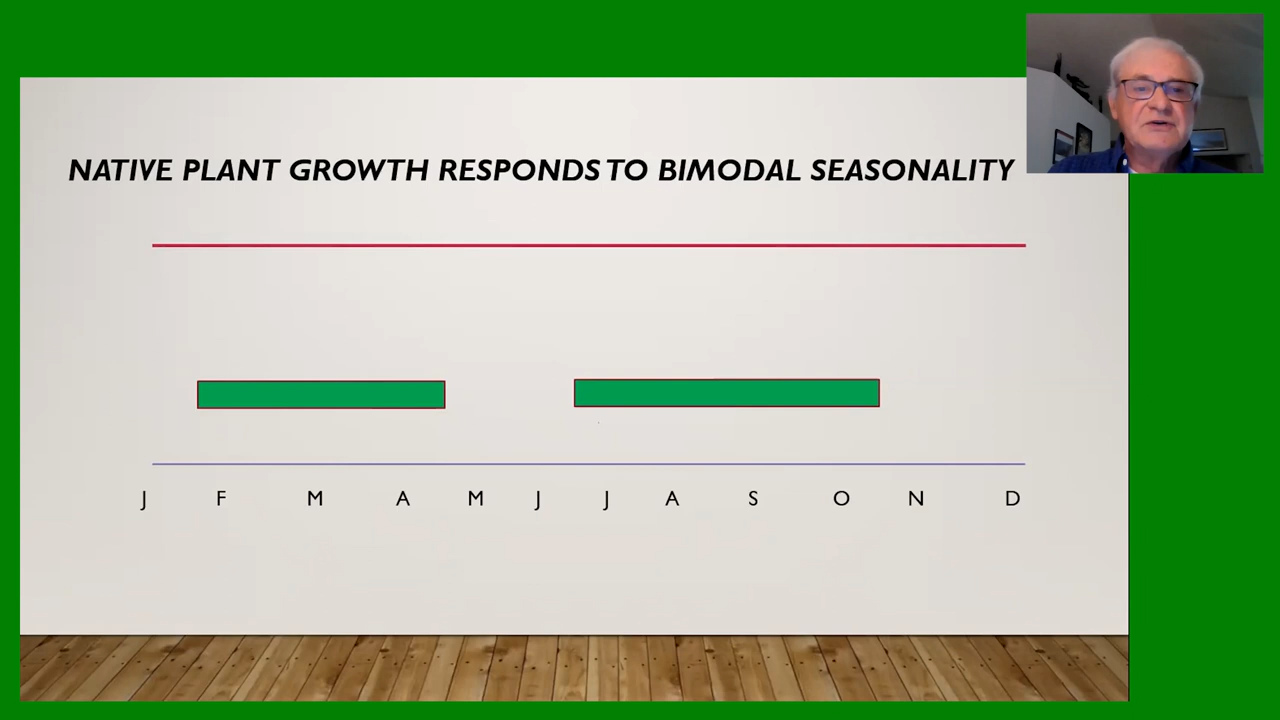 NATIVE PLANT GROWTH RESPONDS TO BIMODAL SEASONALITY
J F M A M J J A S O N D